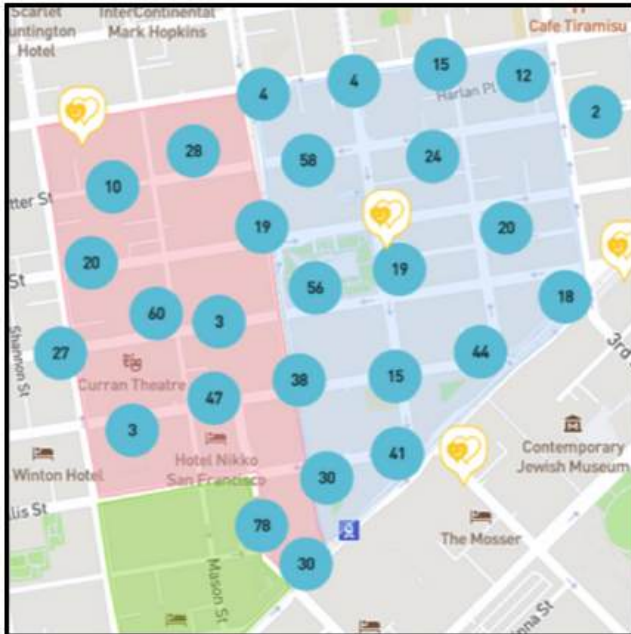 Scarlet
untington
Hotel
InterContinental
Mark Hopkins
Cafe Tiramisu
4
4
15
12
Harlan Pl
2
28
58
24
10
tter St
19
20
20
19
56
St
18
60
3
3rd
27
Shannon St
44
Curran Theatre
38
15
47
3
Hotel Nikko
San Francisco
41
Contemporary
Jewish Museum
Winton Hotel
30
llis St
78
The Mosser
30
Mason St
nna St